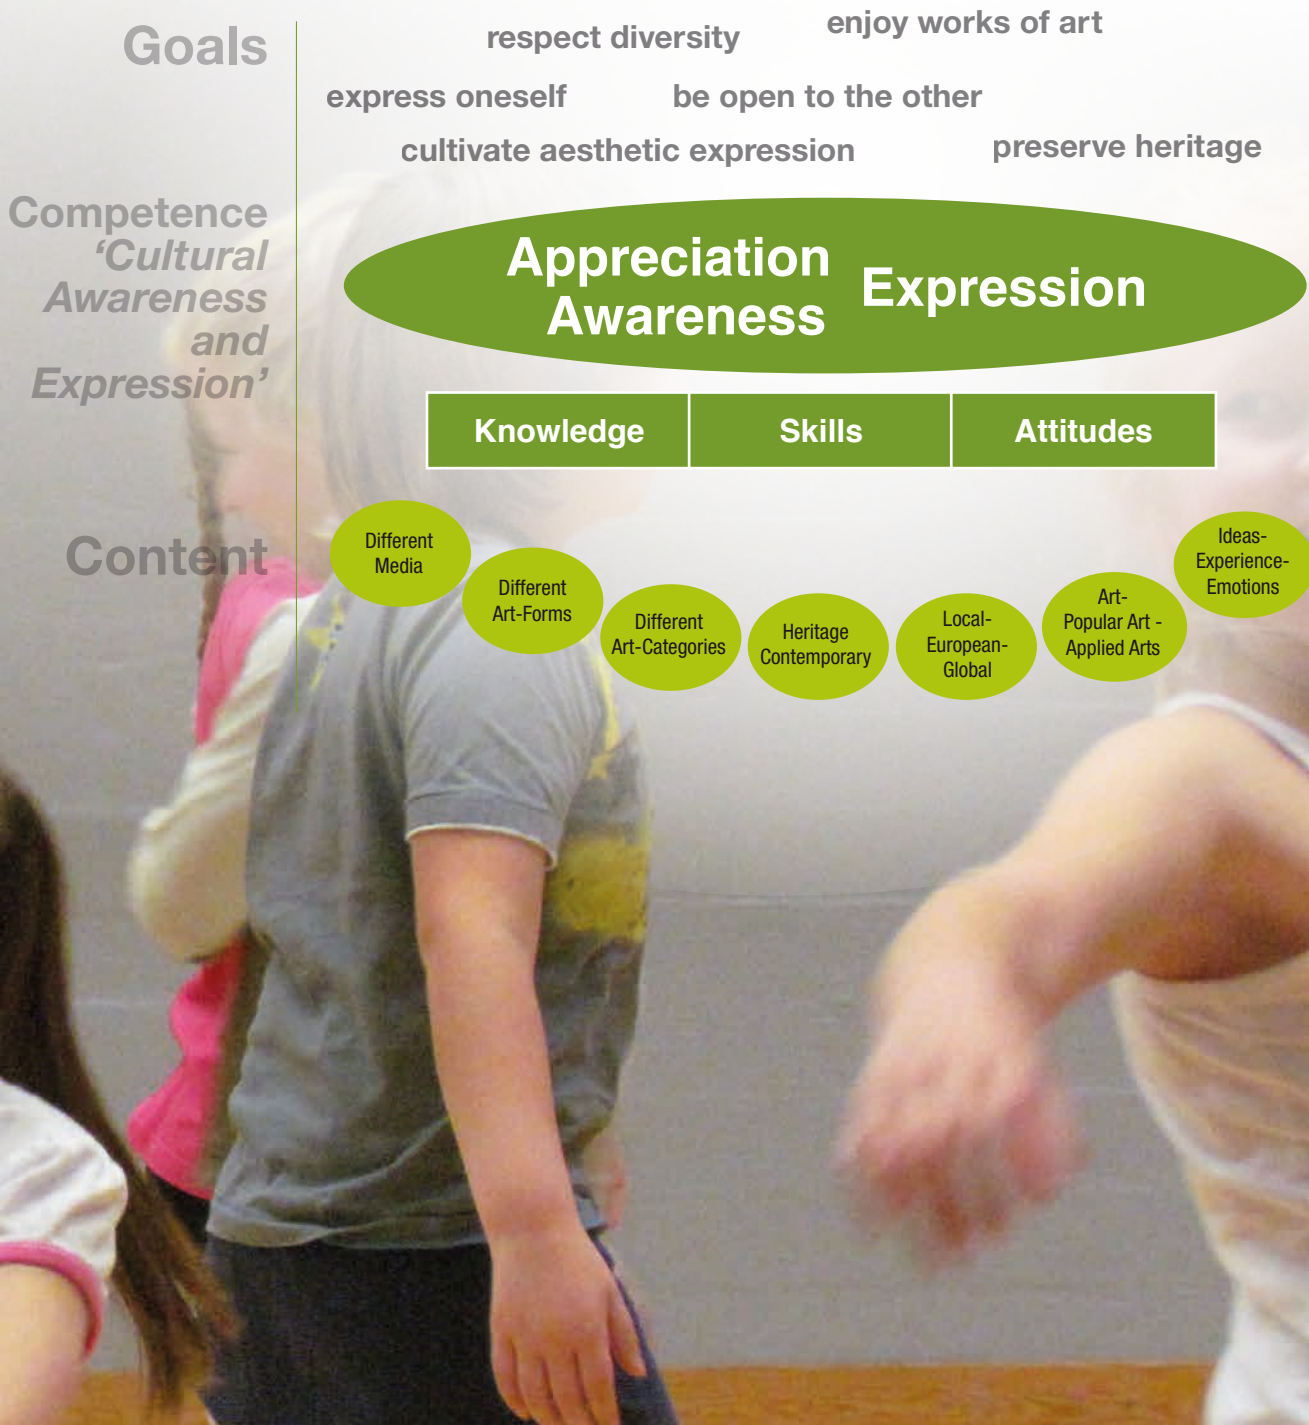 Goals
respect diversity
enjoy works of art
express oneself
be open to the other
cultivate aesthetic expression
preserve heritage
Competence
‘Cultural
Awareness
and
Expression’
Appreciation
Awareness
Expression
Knowledge
Skills
Attitudes
Content
Different
Media
Different
Art-Forms
Different
Art-Categories
Heritage
Contemporary
Local-
European-
Global
Art-
Popular Art -
Applied Arts
Ideas-
Experience-
Emotions